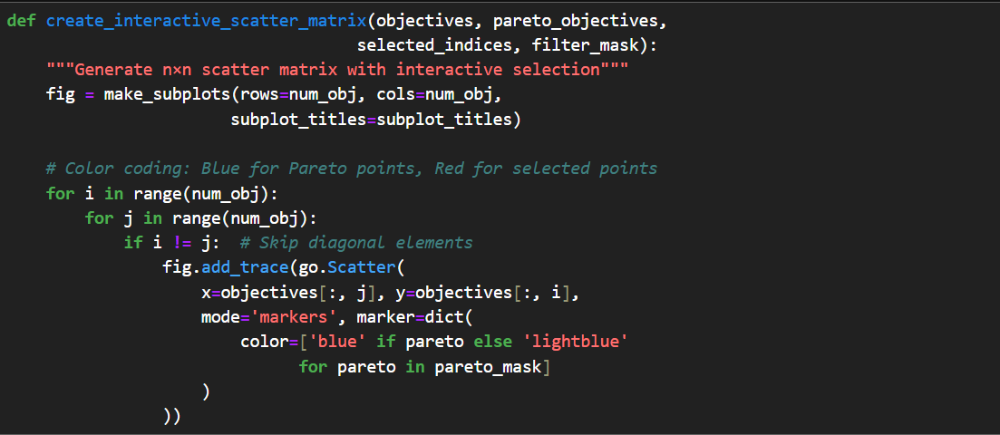 def create_interactive_scatter_matrix(objectives, pareto_objectives,
                                    selected_indices, filter_mask):
    """Generate n×n scatter matrix with interactive selection"""
    fig = make_subplots(rows=num_obj, cols=num_obj,
                       subplot_titles=subplot_titles)

    # Color coding: Blue for Pareto points, Red for selected points
    for i in range(num_obj):
        for j in range(num_obj):
            if i != j:  # Skip diagonal elements
                fig.add_trace(go.Scatter(
                    x=objectives[:, j], y=objectives[:, i],
                    mode='markers', marker=dict(
                        color=['blue' if pareto else 'lightblue'
                              for pareto in pareto_mask]
                    )
                ))